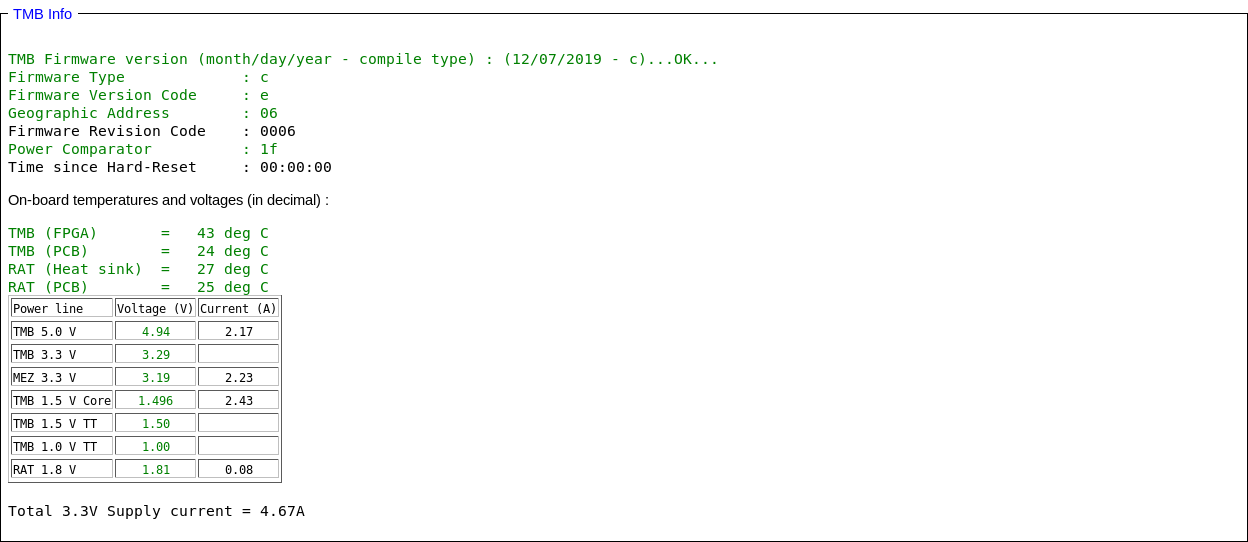 TMB Info
TMB Firmware version (month/day/year - compile type) : (12/07/2019 - c)...OK...
Firmware Type             : c
Firmware Version Code     : e
Geographic Address        : 06
Firmware Revision Code    : 0006
Power Comparator          : 1f
Time since Hard-Reset     : 00:00:00
On-board temperatures and voltages (in decimal) :
TMB (FPGA)       =   43 deg C
TMB (PCB)        =   24 deg C
RAT (Heat sink)  =   27 deg C
RAT (PCB)        =   25 deg C
Power line Voltage (V) Current (A)
TMB 5.0 V 4.94 2.17
TMB 3.3 V 3.29
MEZ 3.3 V 3.19 2.23
TMB 1.5 V Core 1.496 2.43
TMB 1.5 V TT 1.50
TMB 1.0 V TT 1.00
RAT 1.8 V 1.81 0.08
Total 3.3V Supply current = 4.67A